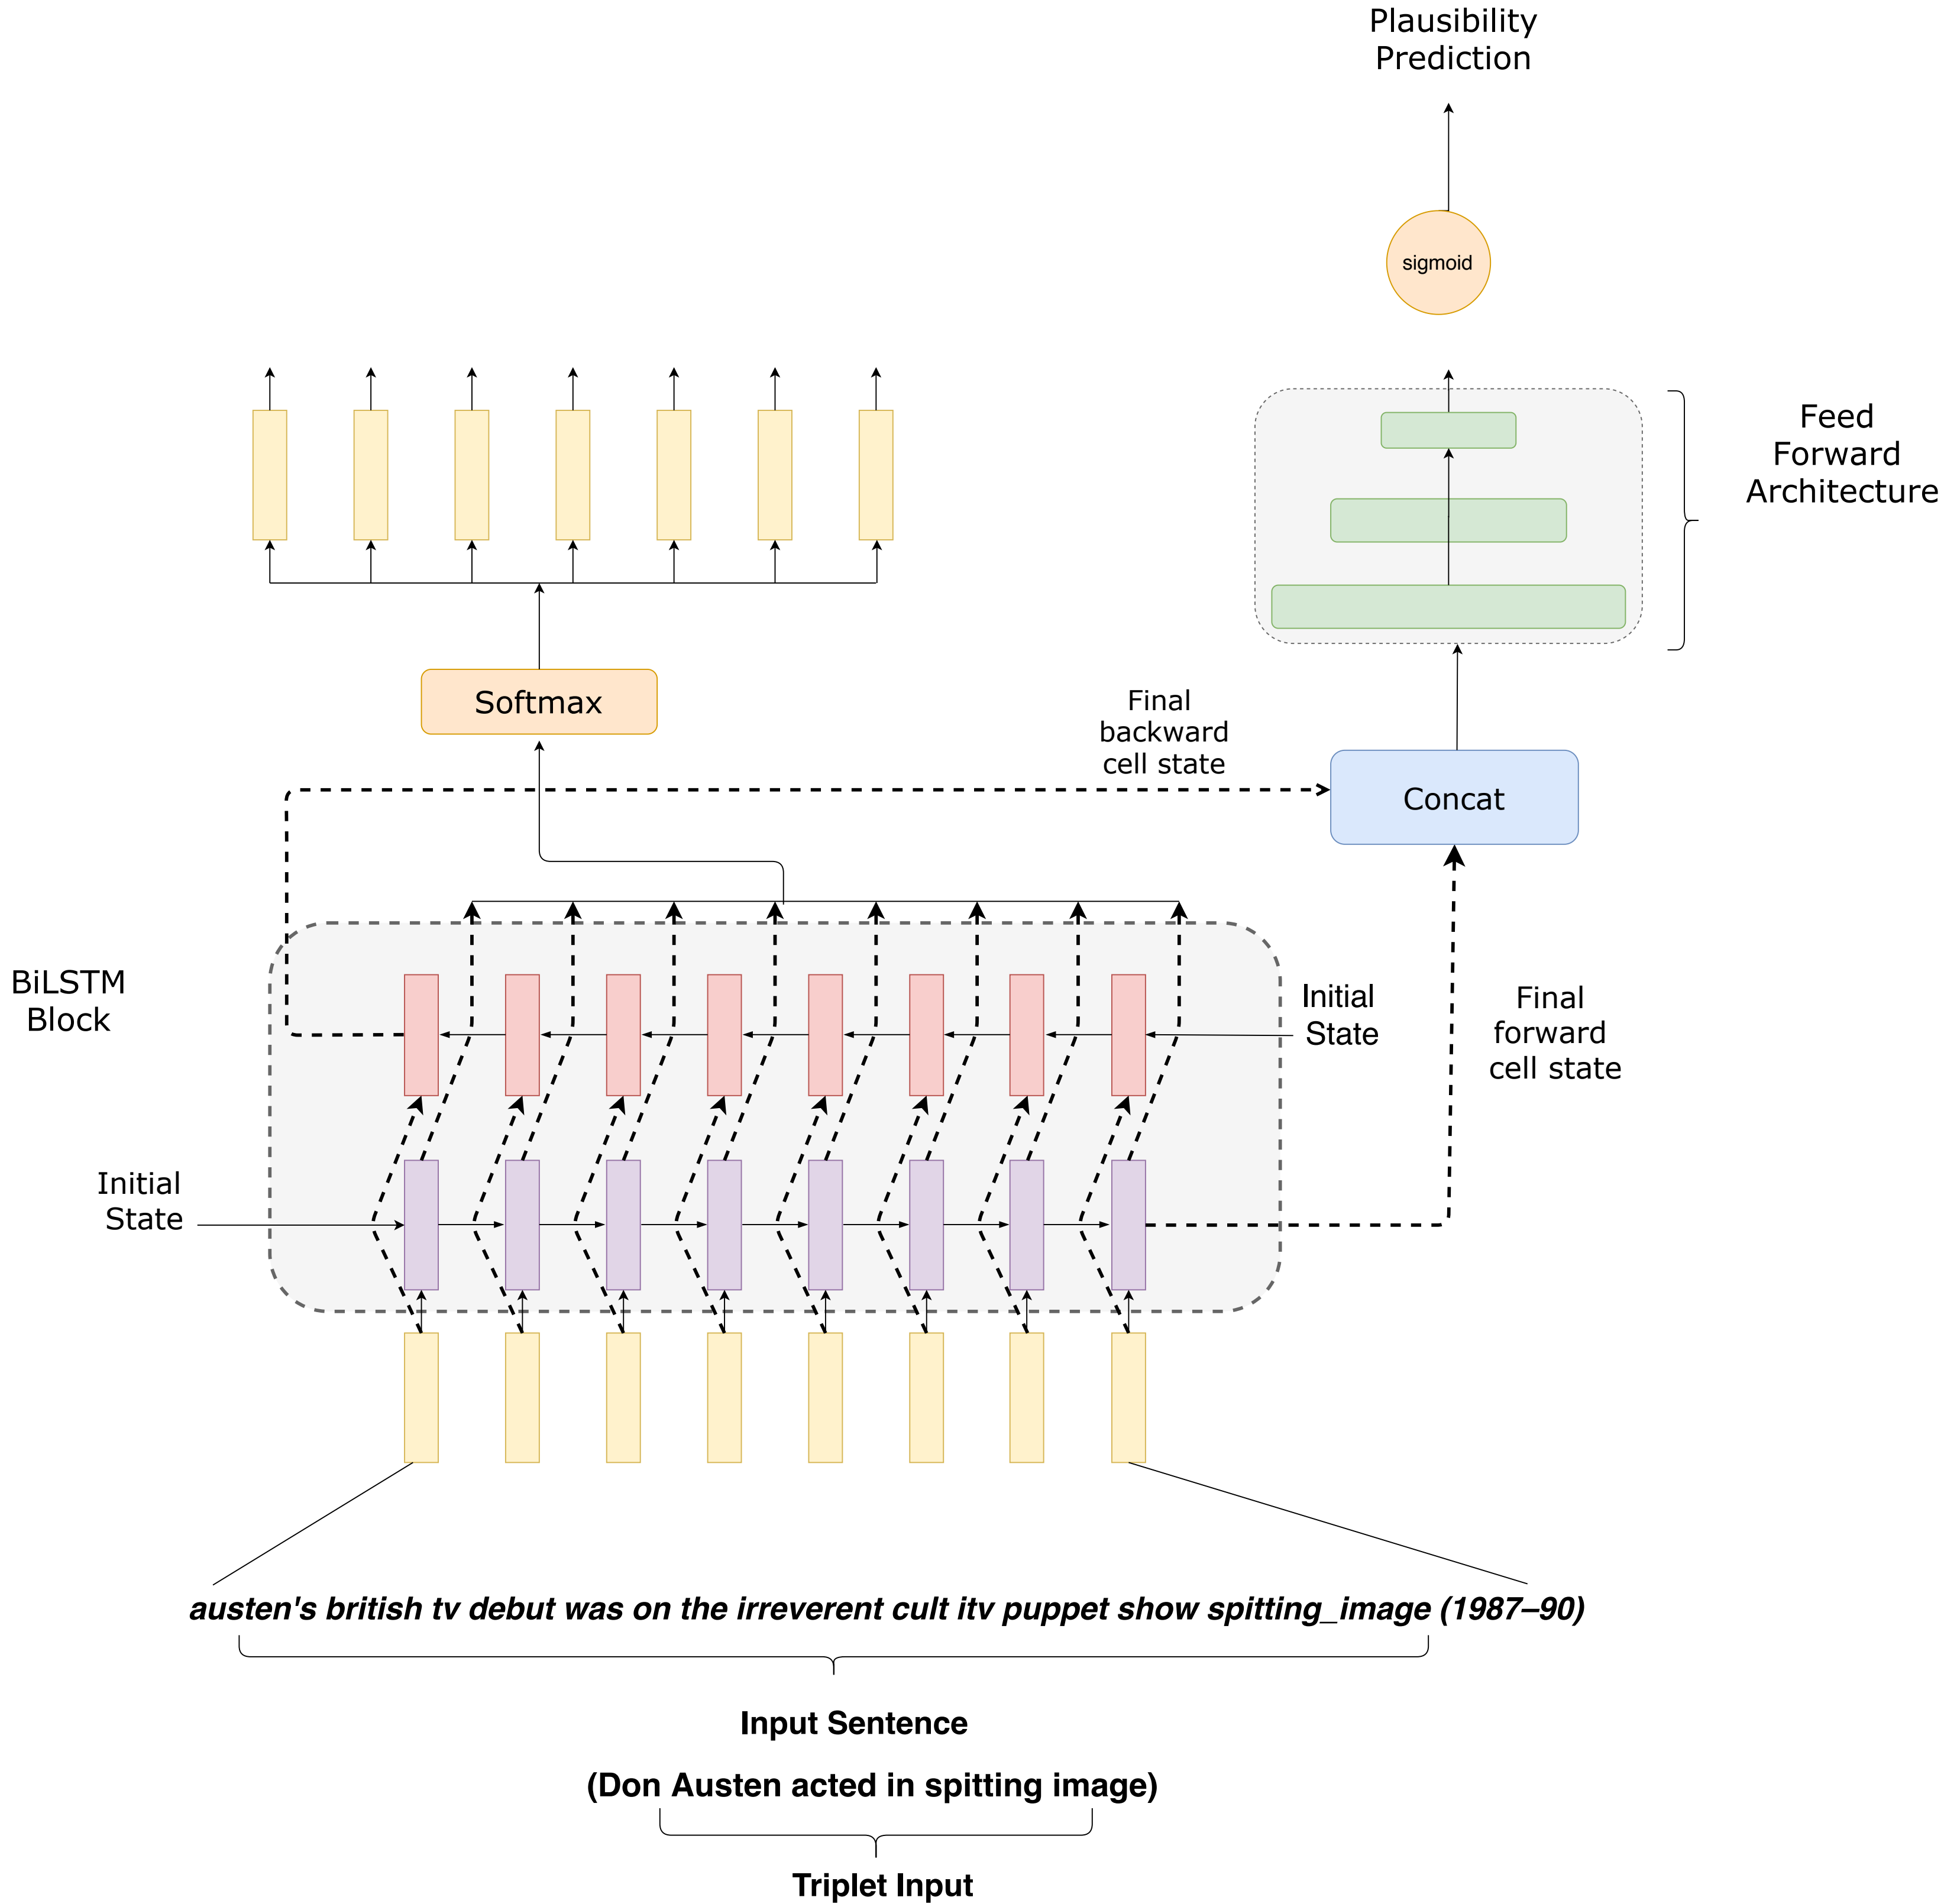 Plausibility
Prediction
sigmoid
Feed
Forward
Architecture
Softmax
Final
backward
cell state
Concat
BiLSTM
Block
Initial
State
Final
forward
cell state
Initial
State
austen's british tv debut was on the irreverent cult itv puppet show spitting_image (1987–90)
Input Sentence
(Don Austen acted in spitting image)
Triplet Input